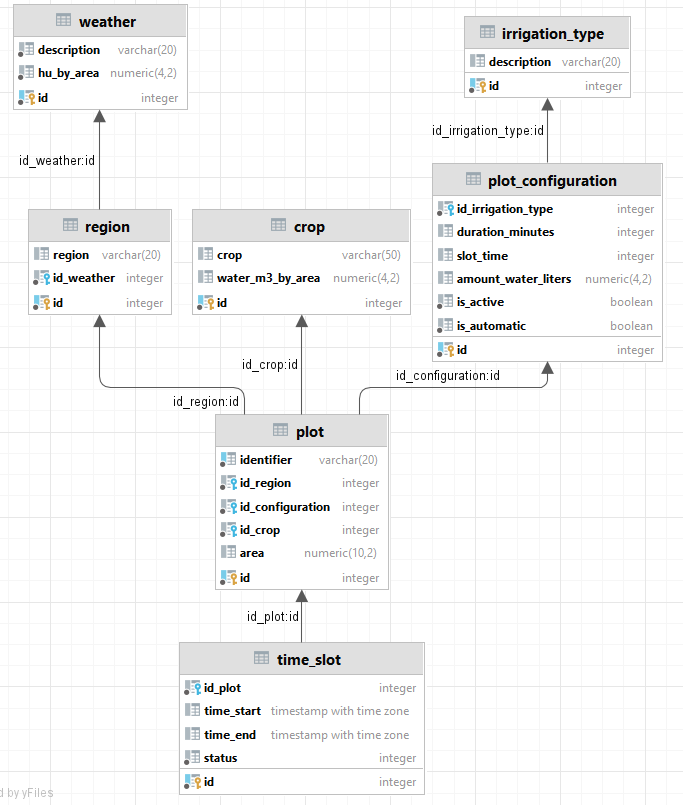 weather
description varchar(20)
hu_by_area numeric(4,2)
id integer
irrigation_type
description varchar(20)
id integer
id_weather:id
id_irrigation_type:id
region
region varchar(20)
id_weather integer
id integer
crop
crop varchar(50)
water_m3_by_area numeric(4,2)
id integer
plot_configuration
id_irrigation_type integer
duration_minutes integer
slot_time integer
amount_water_liters numeric(4,2)
is_active boolean
is_automatic boolean
id integer
id_region:id
id_crop:id
id_configuration:id
plot
identifier varchar(20)
id_region integer
id_configuration integer
id_crop integer
area numeric(10,2)
id integer
id_plot:id
time_slot
id_plot integer
time_start timestamp with time zone
time_end timestamp with time zone
status integer
id integer
d by yFiles